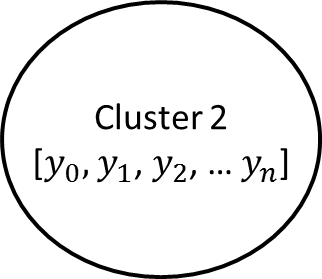 Cluster 2
[y₀, y₁, y₂, … yₙ]